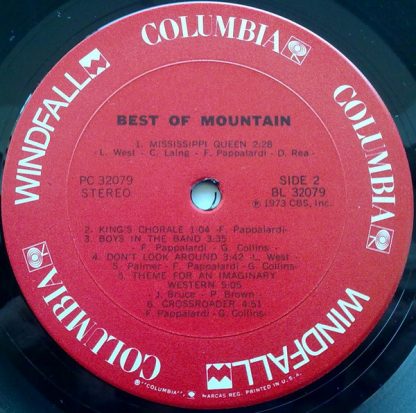 COLUMBIA
COLUMBIA
WINDFALL
COLUMBIA
WINDFALL
BEST OF MOUNTAIN
1. MISSISSIPPI QUEEN 2:28
-L. West - C. Laing - F. Pappalardi - D. Rea-
PC 32079
STEREO
SIDE 2
BL 32079
℗ 1973 CBS, Inc.
2. KING'S CHORALE 1:04 -F. Pappalardi-
3. BOYS IN THE BAND 3:35
- F. Pappalardi - G. Collins -
4. DON'T LOOK AROUND 3:42 -L. West -
S. Palmer - F. Pappalardi - G. Collins-
5. THEME FOR AN IMAGINARY
WESTERN 5:05
J. Bruce - P. Brown
6. CROSSROADER 4:51
F. Pappalardi - G. Collins-
®"COLUMBIA", MARCAS REG. PRINTED IN U.S.A.